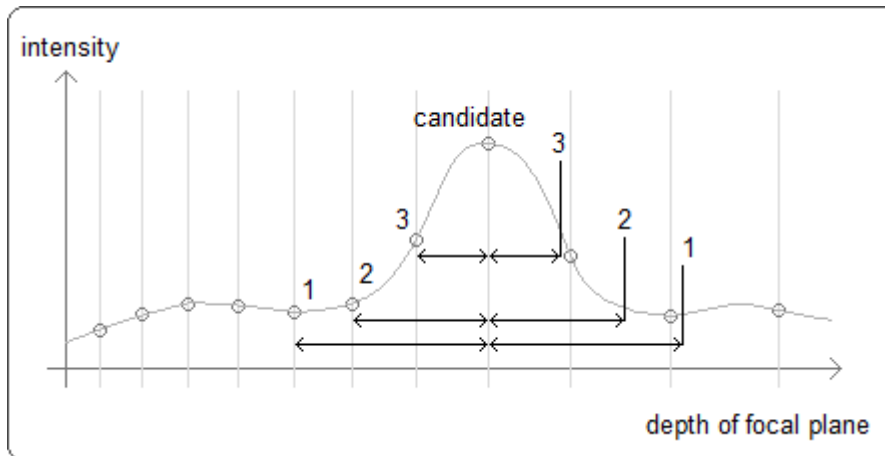 intensity
candidate
3
3
2
1
1
2
depth of focal plane